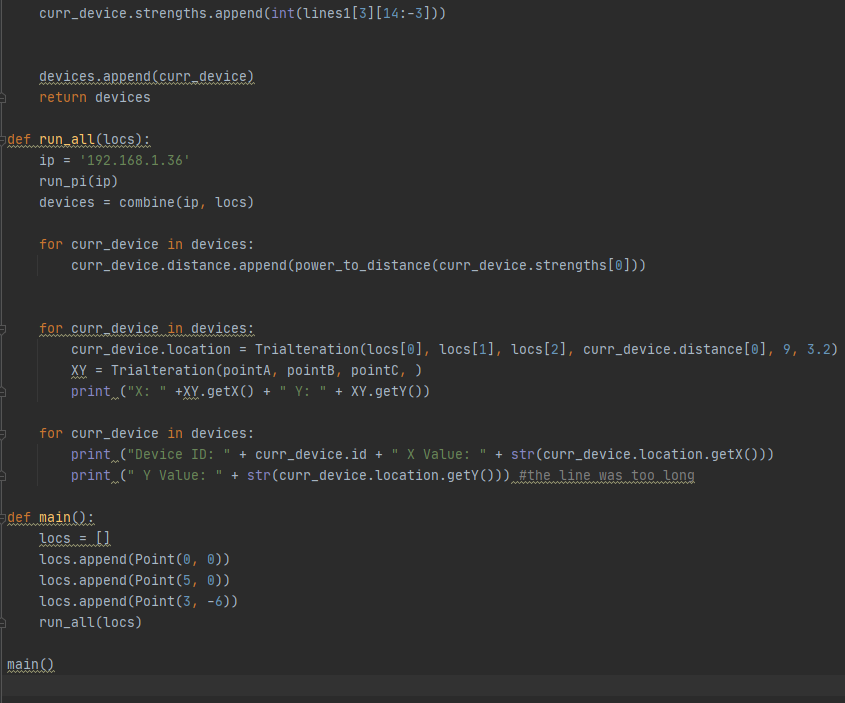 curr_device.strengths.append(int(lines1[3][14:-3]))
devices.append(curr_device)
return devices
def run_all(locs):
ip = '192.168.1.36'
run_pi(ip)
devices = combine(ip, locs)
for curr_device in devices:
curr_device.distance.append(power_to_distance(curr_device.strengths[0]))
for curr_device in devices:
curr_device.location = Trialteration(locs[0], locs[1], locs[2], curr_device.distance[0], 9, 3.2)
XY = Trialteration(pointA, pointB, pointC, )
print ("X: " +XY.getX() + " Y: " + XY.getY())
for curr_device in devices:
print ("Device ID: " + curr_device.id + " X Value: " + str(curr_device.location.getX()))
print (" Y Value: " + str(curr_device.location.getY())) #the line was too long
def main():
locs = []
locs.append(Point(0, 0))
locs.append(Point(5, 0))
locs.append(Point(3, -6))
run_all(locs)
main()